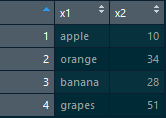 x1 x2
1 apple 10
2 orange 34
3 banana 28
4 grapes 51